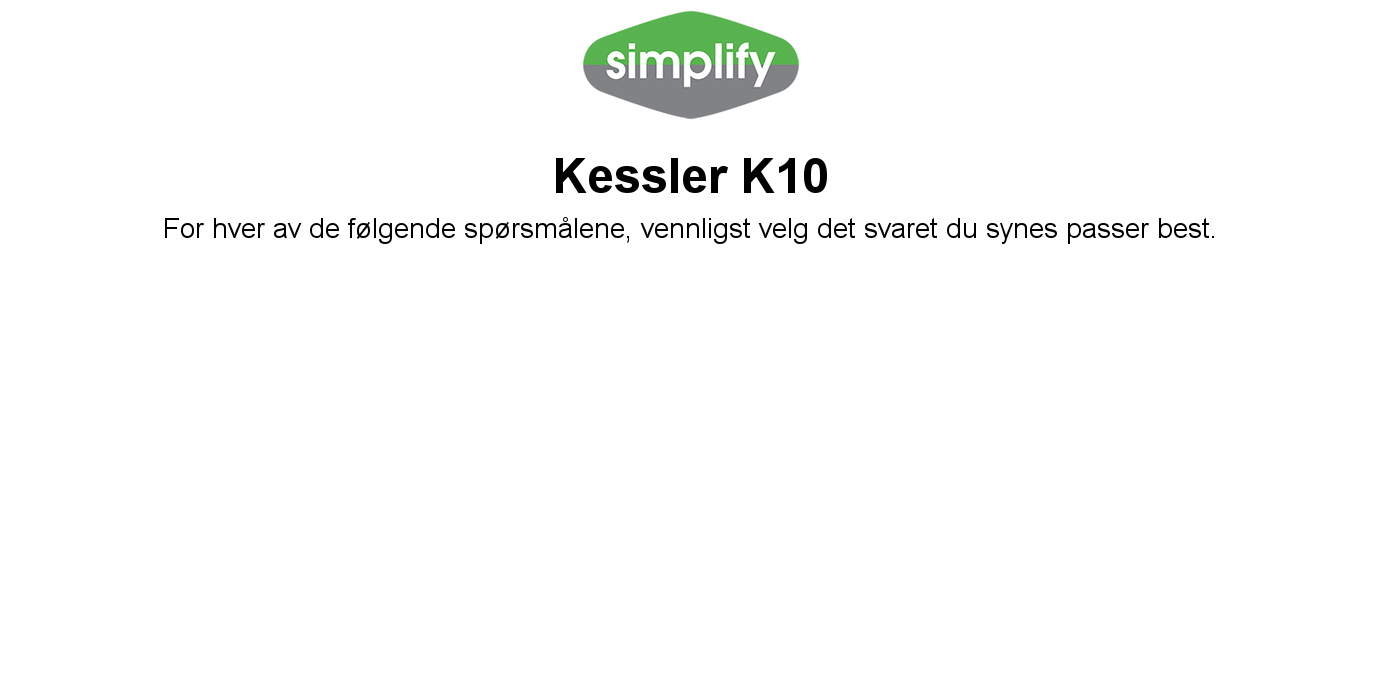 simplify
Kessler K10
For hver av de følgende spørsmålene, vennligst velg det svaret du synes passer best.